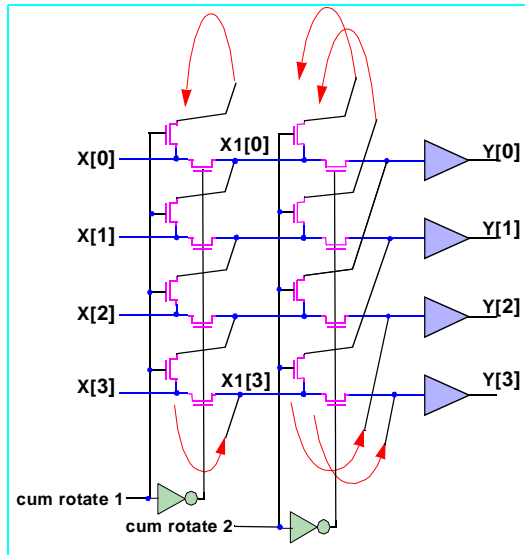 X[0] X1[0] Y[0]
X[1] Y[1]
X[2] Y[2]
X[3] X1[3] Y[3]
cum rotate 1
cum rotate 2